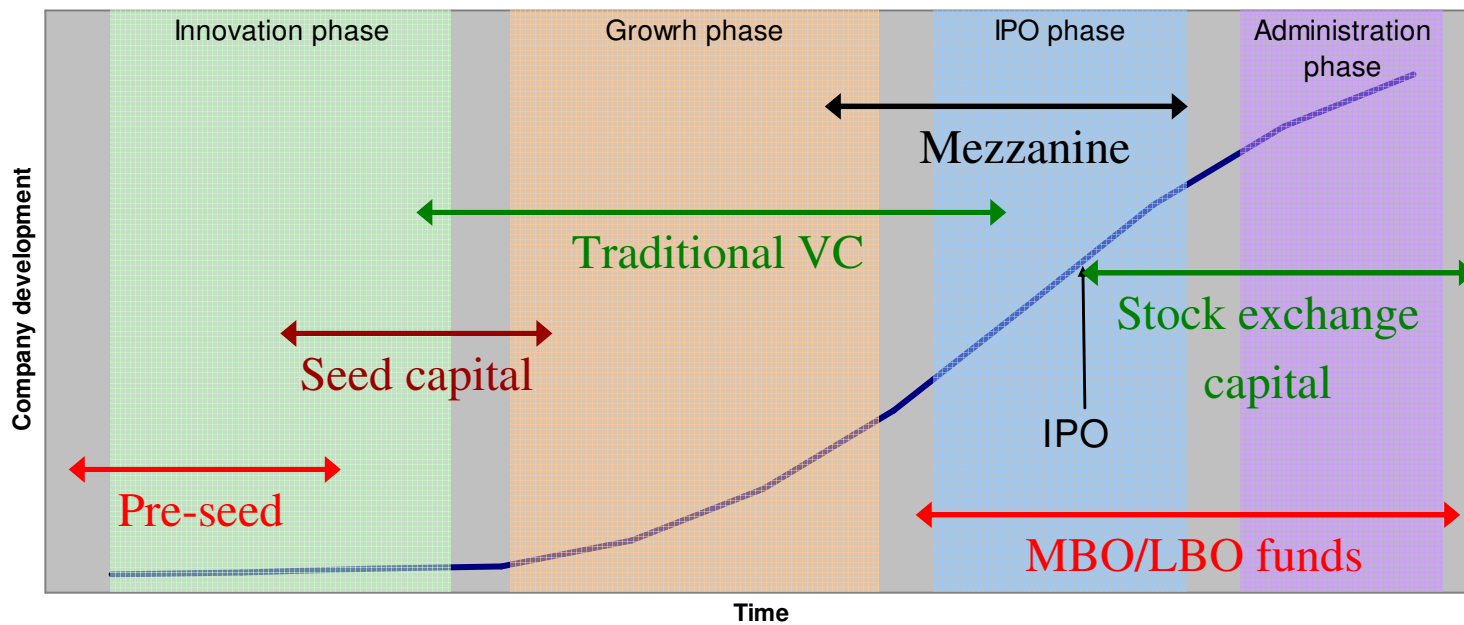 Innovation phase
Growrh phase
IPO phase
Administration
phase
Mezzanine
Traditional VC
Stock exchange
capital
Seed capital
IPO
Pre-seed
MBO/LBO funds
Company development
Time